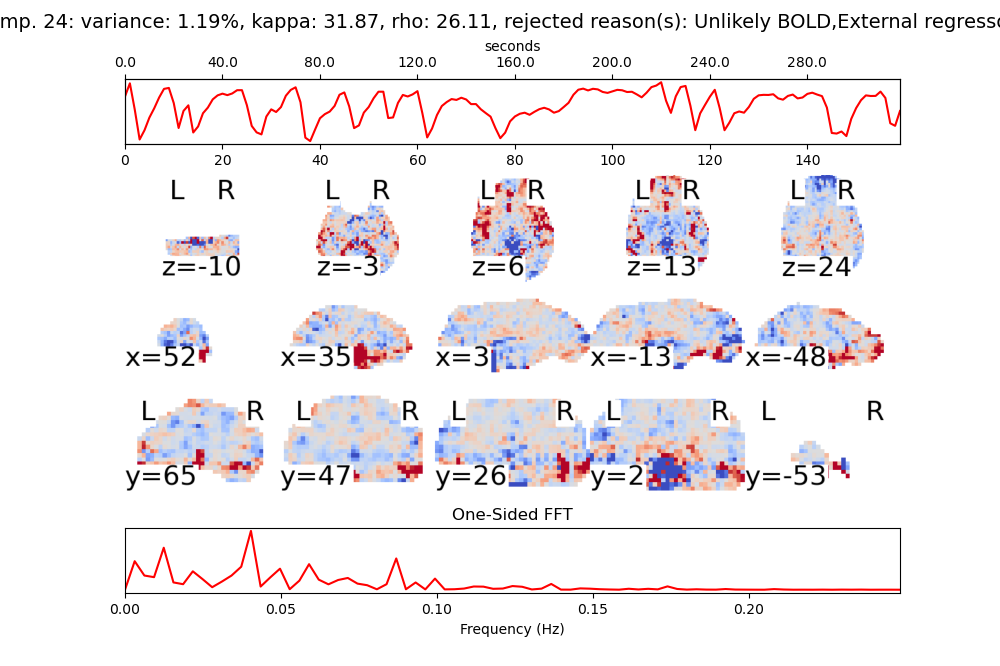 mp. 24: variance: 1.19%, kappa: 31.87, rho: 26.11, rejected reason(s): Unlikely BOLD,External regresso
seconds
0.0 40.0 80.0 120.0 160.0 200.0 240.0 280.0
0 20 40 60 80 100 120 140
L R L R L R L R L R
z=-10 z=-3 z=6 z=13 z=24
x=52 x=35 x=3 x=-13 x=-48
L R L R L R L R L R
y=65 y=47 y=26 y=2 y=-53
One-Sided FFT
0.00 0.05 0.10 0.15 0.20
Frequency (Hz)